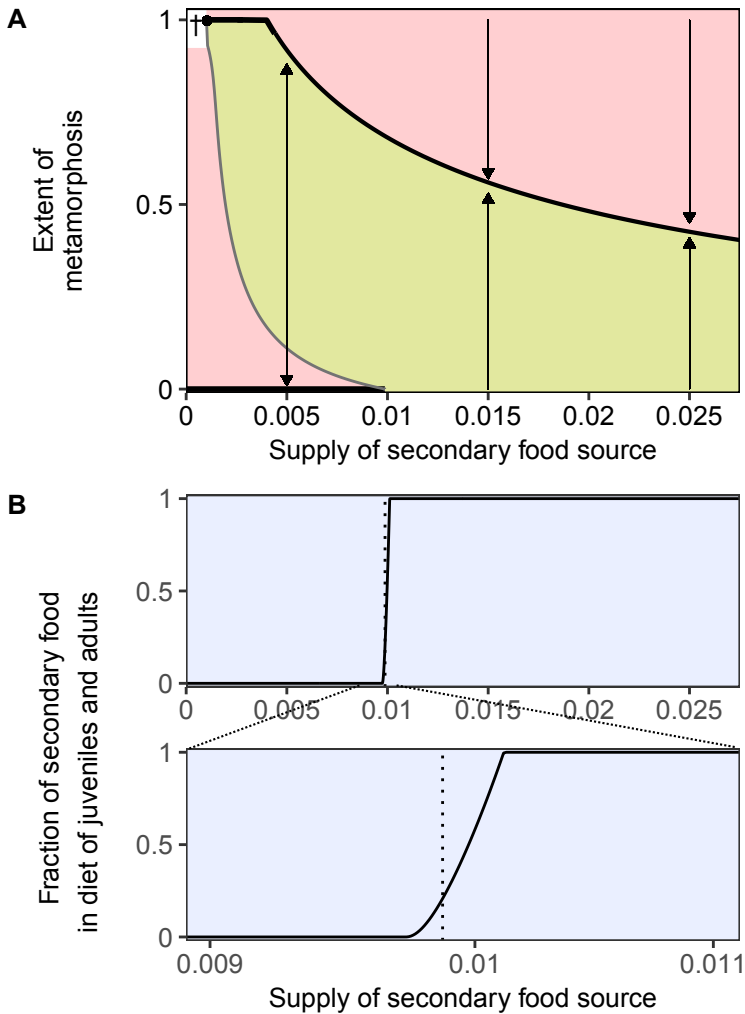 A
1
†
0.5
0
Extent of
metamorphosis
0 0.005 0.01 0.015 0.02 0.025
Supply of secondary food source
B
Fraction of secondary food
in diet of juveniles and adults
1
0.5
0
0 0.005 0.01 0.015 0.02 0.025
1
0.5
0
0.009 0.01 0.011
Supply of secondary food source